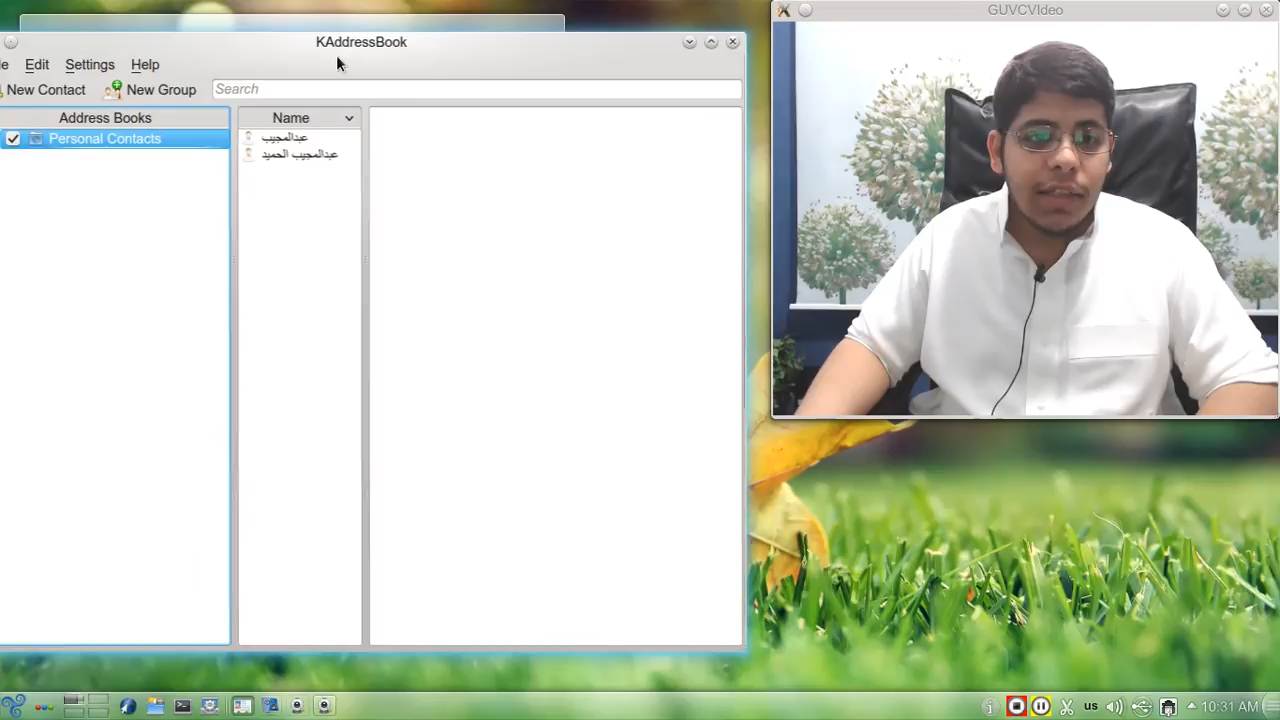 GUVCVIdeo
KAddressBook
le Edit Settings Help
New Contact New Group Search
Address Books
Personal Contacts
Name
عبدالمجيب
عبدالمجيب الحميد
us 10:31 AM